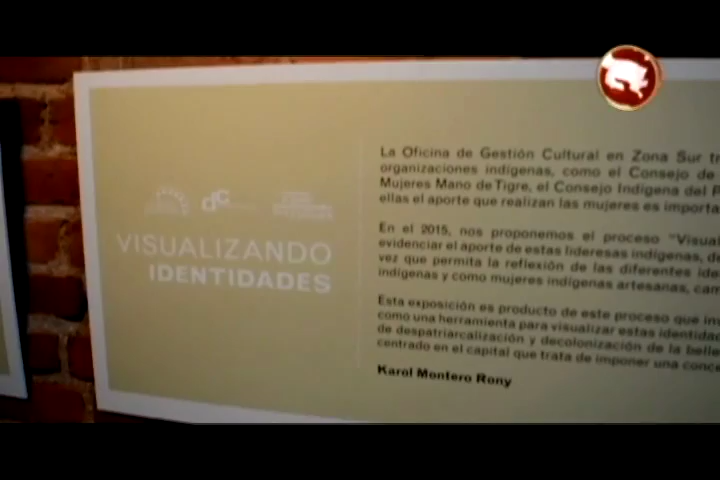 dc
VISUALIZANDO
IDENTIDADES
La Oficina de Gestión Cultural en Zona Sur
organizaciones indígenas, como el Consejo de
Mujeres Mano de Tigre, el Consejo Indígena del
ellas el aporte que realizan las mujeres es
En el 2015, nos proponemos el proceso
evidenciar el aporte de estas lideresas indígenas,
vez que permita la reflexión de las diferentes
indígenas y como mujeres indígenas artesanas,
Esta exposición es producto de este proceso que
como una herramienta para visualizar estas
de despatriarcalización y decolonización de la
centrado en el capital que trata de imponer una
Karol Montero Rony